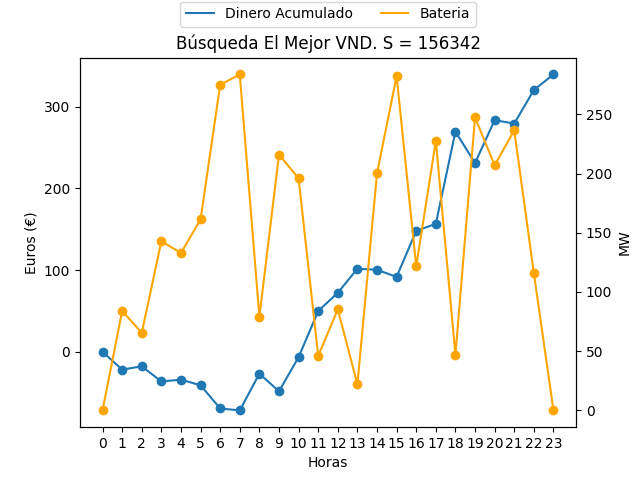 Dinero Acumulado Bateria
Búsqueda El Mejor VND. S = 156342
Euros (€)
300
200
100
0
MW
250
200
150
100
50
0
0 1 2 3 4 5 6 7 8 9 10 11 12 13 14 15 16 17 18 19 20 21 22 23
Horas